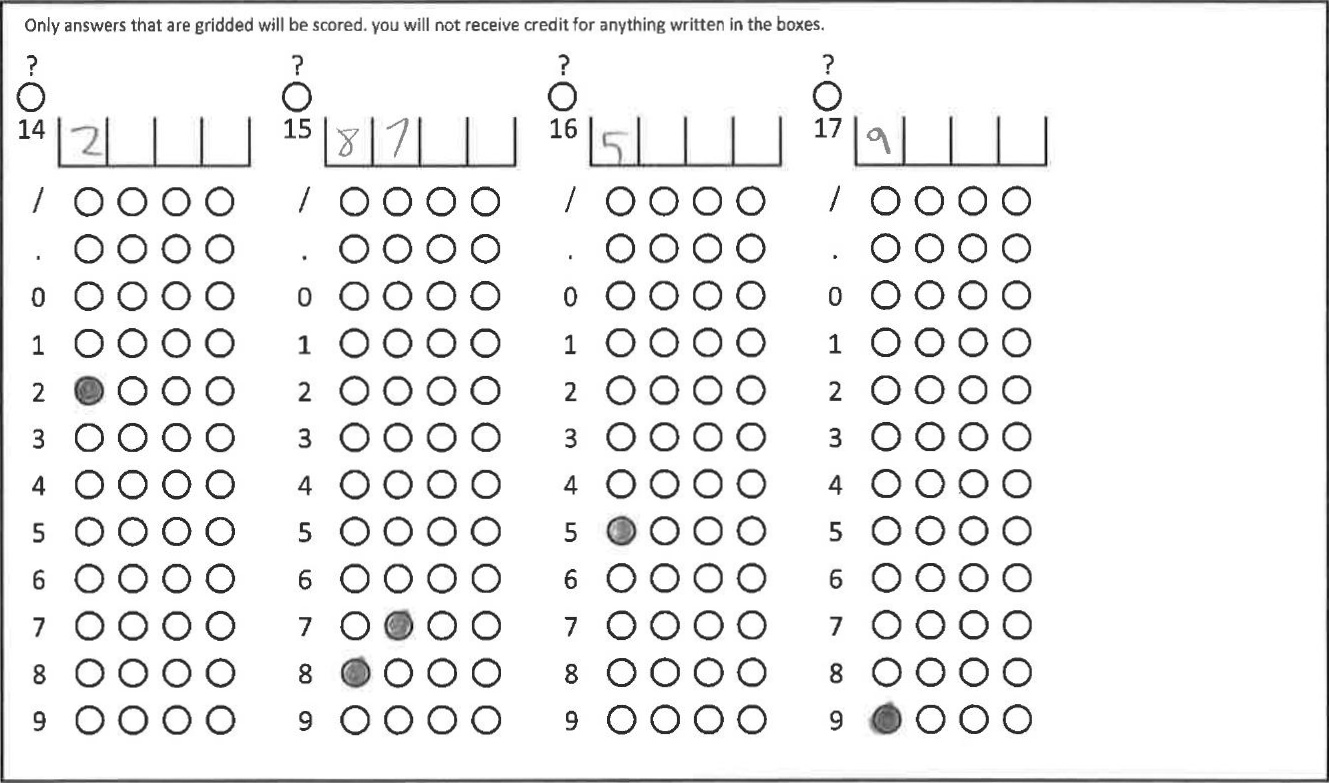 Only answers that are gridded will be scored. you will not receive credit for anything written in the boxes.
? ? ? ?
14 2 15 8 7 16 5 17 9
/ / / /
. . . .
0 0 0 0
1 1 1 1
2 2 2 2
3 3 3 3
4 4 4 4
5 5 5 5
6 6 6 6
7 7 7 7
8 8 8 8
9 9 9 9